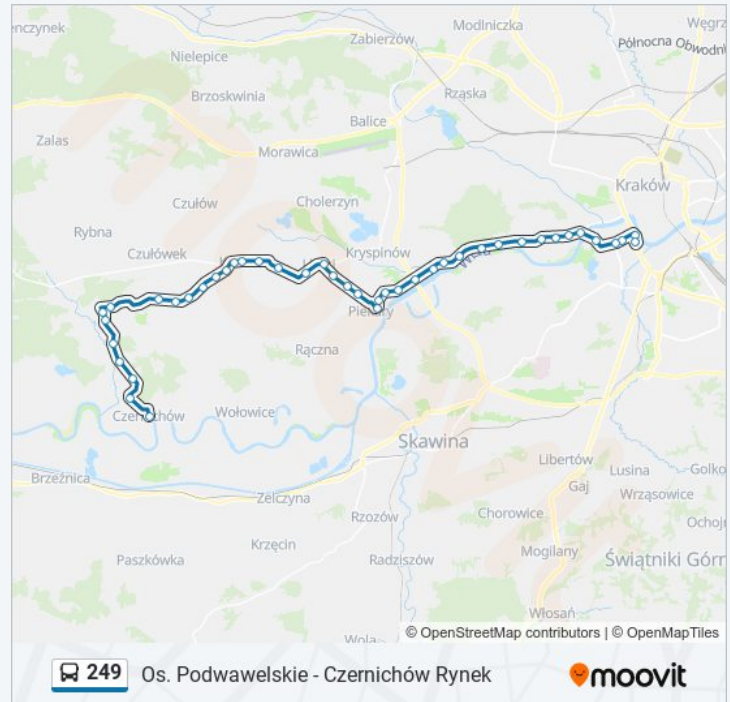 Modlniczka
Węgrz
enczynek
Zabierzów
Północna Obwodni
Nielepice
Brzoskwinia
Rząska
Balice
Zalas
Morawica
Kraków
Czułów
Cholerzyn
Rybna
Czułówek
Kryspinów
Piekary
Rączna
Czernichów
Wołowice
Skawina
Brzeźnica
Zelczyna
Libertów
Lusina
Golko
Gaj
Wrząsowice
Rzozów
Chorowice
Ochoj
Krzęcin
Mogilany
Paszkówka
Radziszów
Świątniki Górr
Włosań
Wola
© OpenStreetMap contributors | © OpenMapTiles
249 Os. Podwawelskie - Czernichów Rynek
moovit